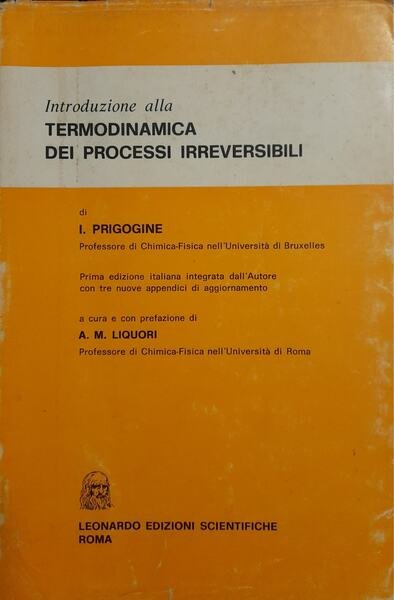 Introduzione alla
TERMODINAMICA
DEI PROCESSI IRREVERSIBILI
di
I. PRIGOGINE
Professore di Chimica-Fisica nell'Università di Bruxelles
Prima edizione italiana integrata dall'Autore
con tre nuove appendici di aggiornamento
a cura e con prefazione di
A. M. LIQUORI
Professore di Chimica-Fisica nell'Università di Roma
LEONARDO EDIZIONI SCIENTIFICHE
ROMA